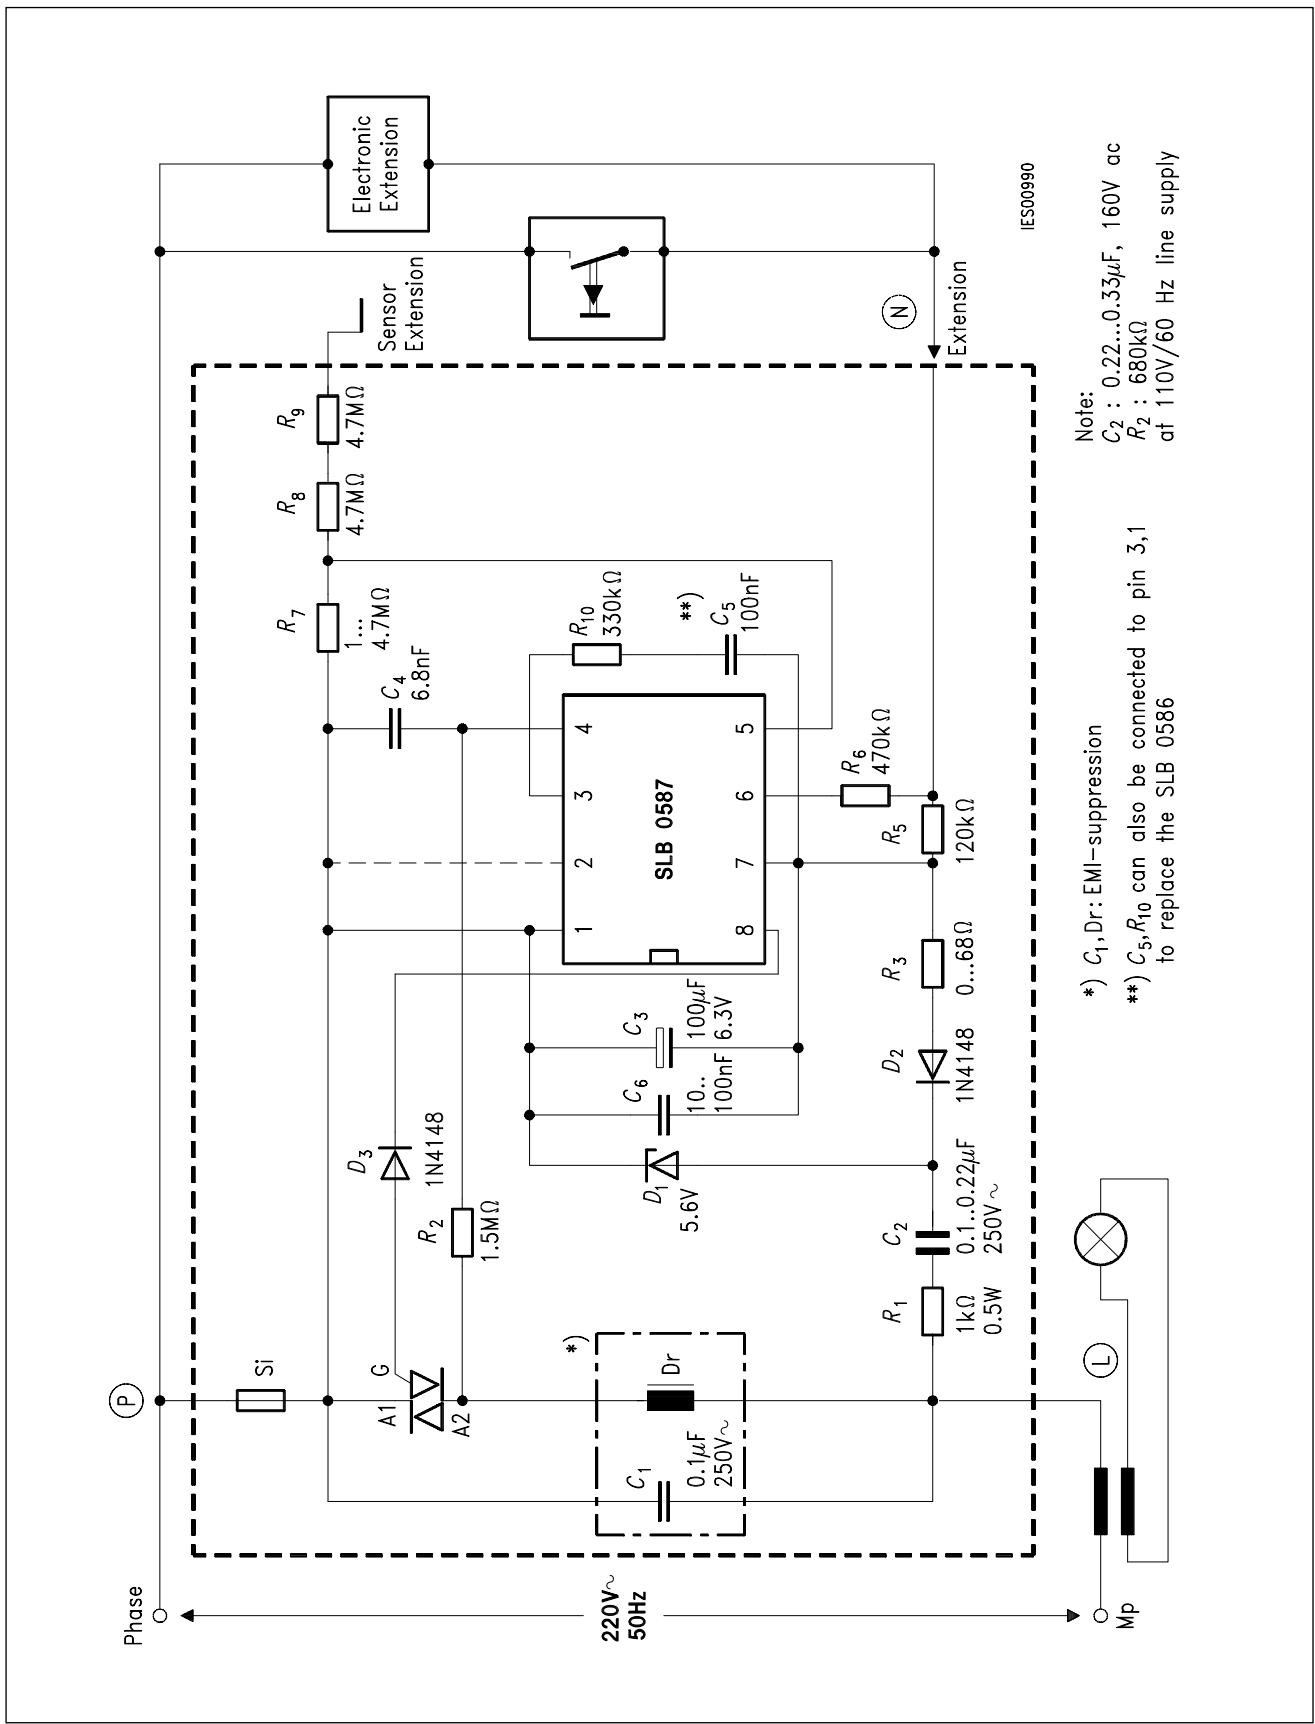 Phase
P
Si
Electronic
Extension
Sensor
Extension
R9
4.7MΩ
R8
4.7MΩ
R7
1...
4.7MΩ
C4
6.8nF
R10
330kΩ
**)
C5
100nF
D3
1N4148
G
A1
A2
R2
1.5MΩ
1
2
3
4
SLB 0587
8
7
6
5
C3
100µF
6.3V
C6
10..
100nF
D1
5.6V
R6
470kΩ
R5
120kΩ
R3
0...68Ω
D2
1N4148
C2
0.1..0.22µF
250V~
R1
1kΩ
0.5W
*)
Dr
C1
0.1µF
250V~
220V~
50Hz
N
Extension
L
Mp
IES00990
Note:
C2 : 0.22...0.33µF, 160V ac
R2 : 680kΩ
at 110V/60 Hz line supply
*) C1,Dr: EMI-suppression
**) C5,R10 can also be connected to pin 3,1
to replace the SLB 0586